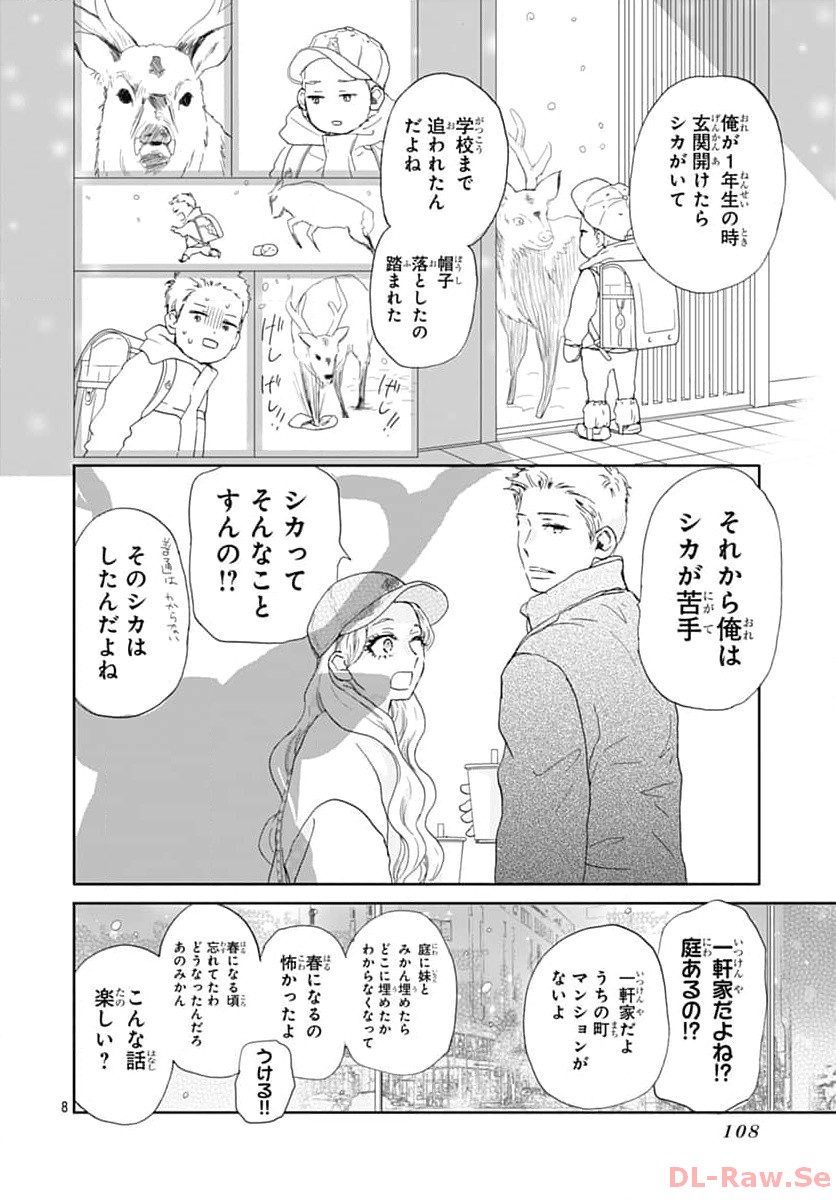 俺が1年生の時
玄関開けたら
シカがいて
学校まで
追われたん
だよね
帽子
落としたの
踏まれた
じーっ!!
じーっ!!
それから俺は
シカが苦手
シカって
そんなこと
すんの!?
そのシカは
したんだよね
普通は
わからない
一軒家だよね!?
庭あるの!?
一軒家だよ
うちの町
マンションが
ないよ
庭に妹と
みかん埋めたら
どこに埋めたか
わからなくなって
春になるの
怖かったよ
春になる頃
忘れてたわ
どうなったんだろ
あのみかん
つける!!
こんな話
楽しい?
8
108
DL-Raw.Se